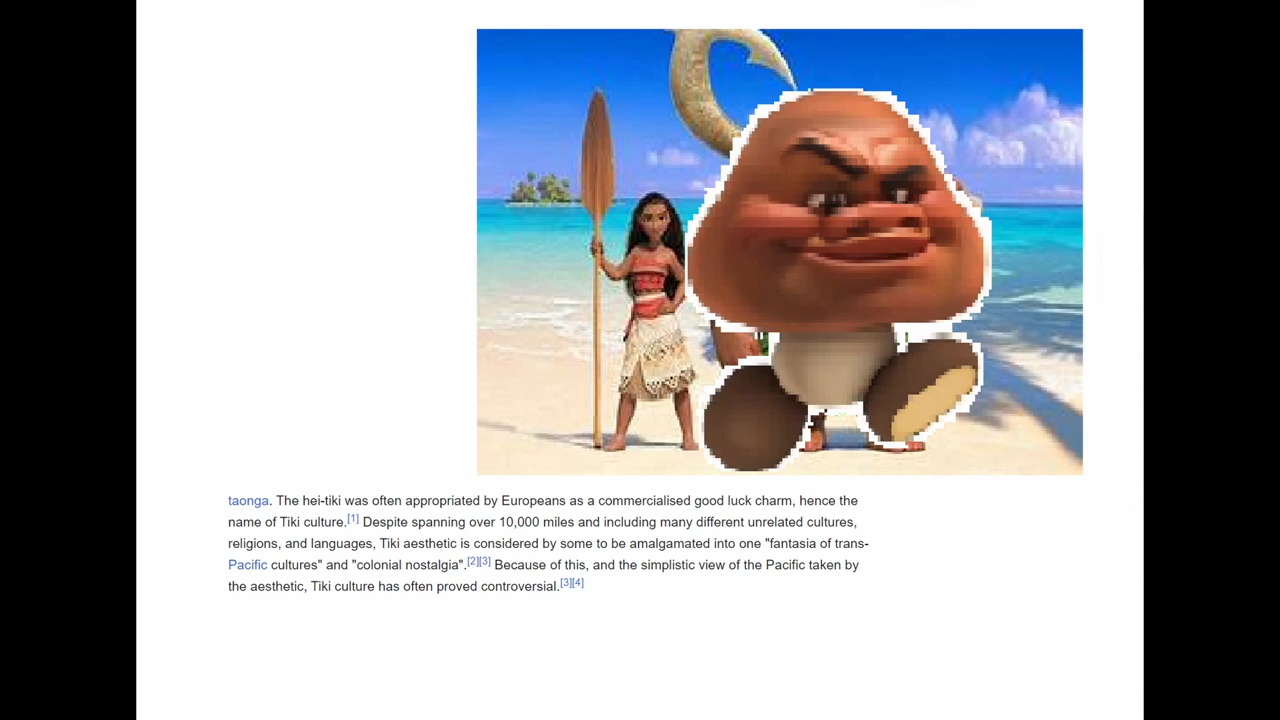 taonga. The hei-tiki was often appropriated by Europeans as a commercialised good luck charm, hence the
name of Tiki culture.[1] Despite spanning over 10,000 miles and including many different unrelated cultures,
religions, and languages, Tiki aesthetic is considered by some to be amalgamated into one "fantasia of trans-
Pacific cultures" and "colonial nostalgia".[2][3] Because of this, and the simplistic view of the Pacific taken by
the aesthetic, Tiki culture has often proved controversial.[3][4]